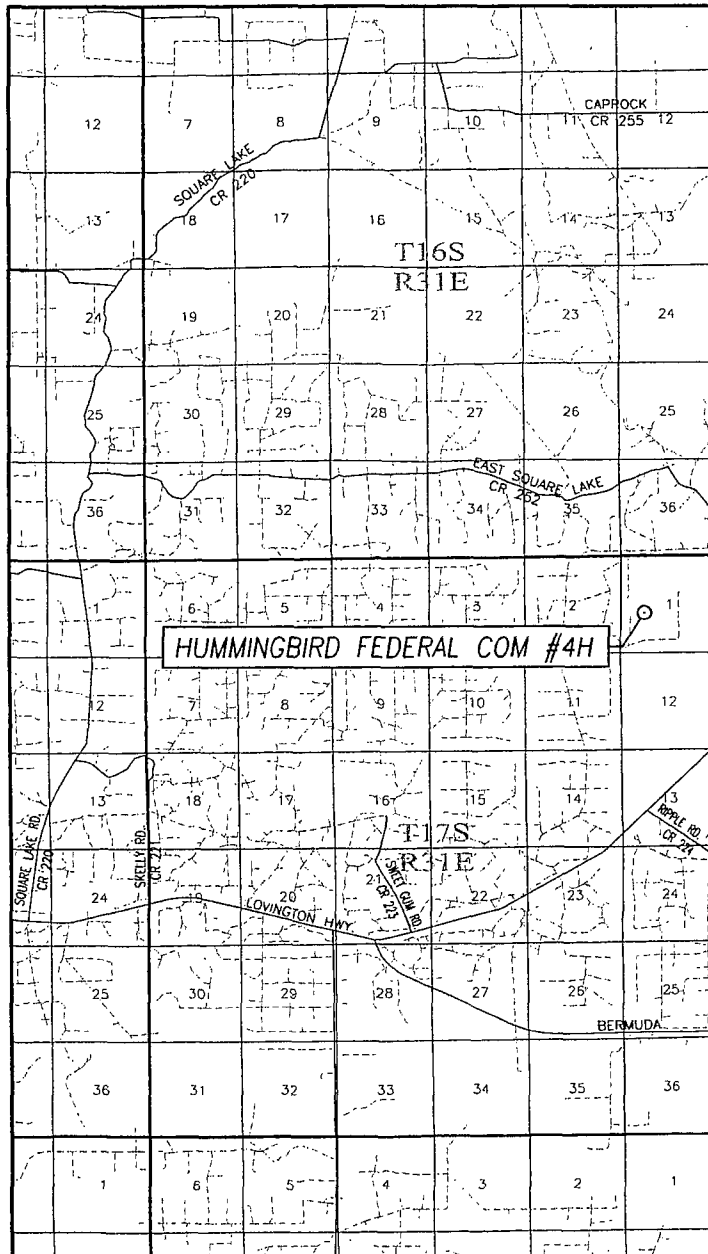 12 7 8 9 10 11 12
CAPROCK
CR 255
SQUARE LAKE
CR 220
13 18 17 16 15 14 13
T16S
R31E
24 19 20 21 22 23 24
25 30 29 28 27 26 25
EAST SQUARE LAKE
CR 252
36 31 32 33 34 35 36
1 6 5 4 3 2 1
HUMMINGBIRD FEDERAL COM #4H
12 7 8 9 10 11 12
13 18 17 16 15 14 13
SQUARE LAKE RD.
CR 220
SKELLY RD.
CR 221
T17S
R31E
RIPPLE RD.
CR 224
SWEET GUM RD.
CR 223
24 19 20 21 22 23 24
LOVINGTON HWY
25 30 29 28 27 26 25
BERMUDA
36 31 32 33 34 35 36
1 6 5 4 3 2 1